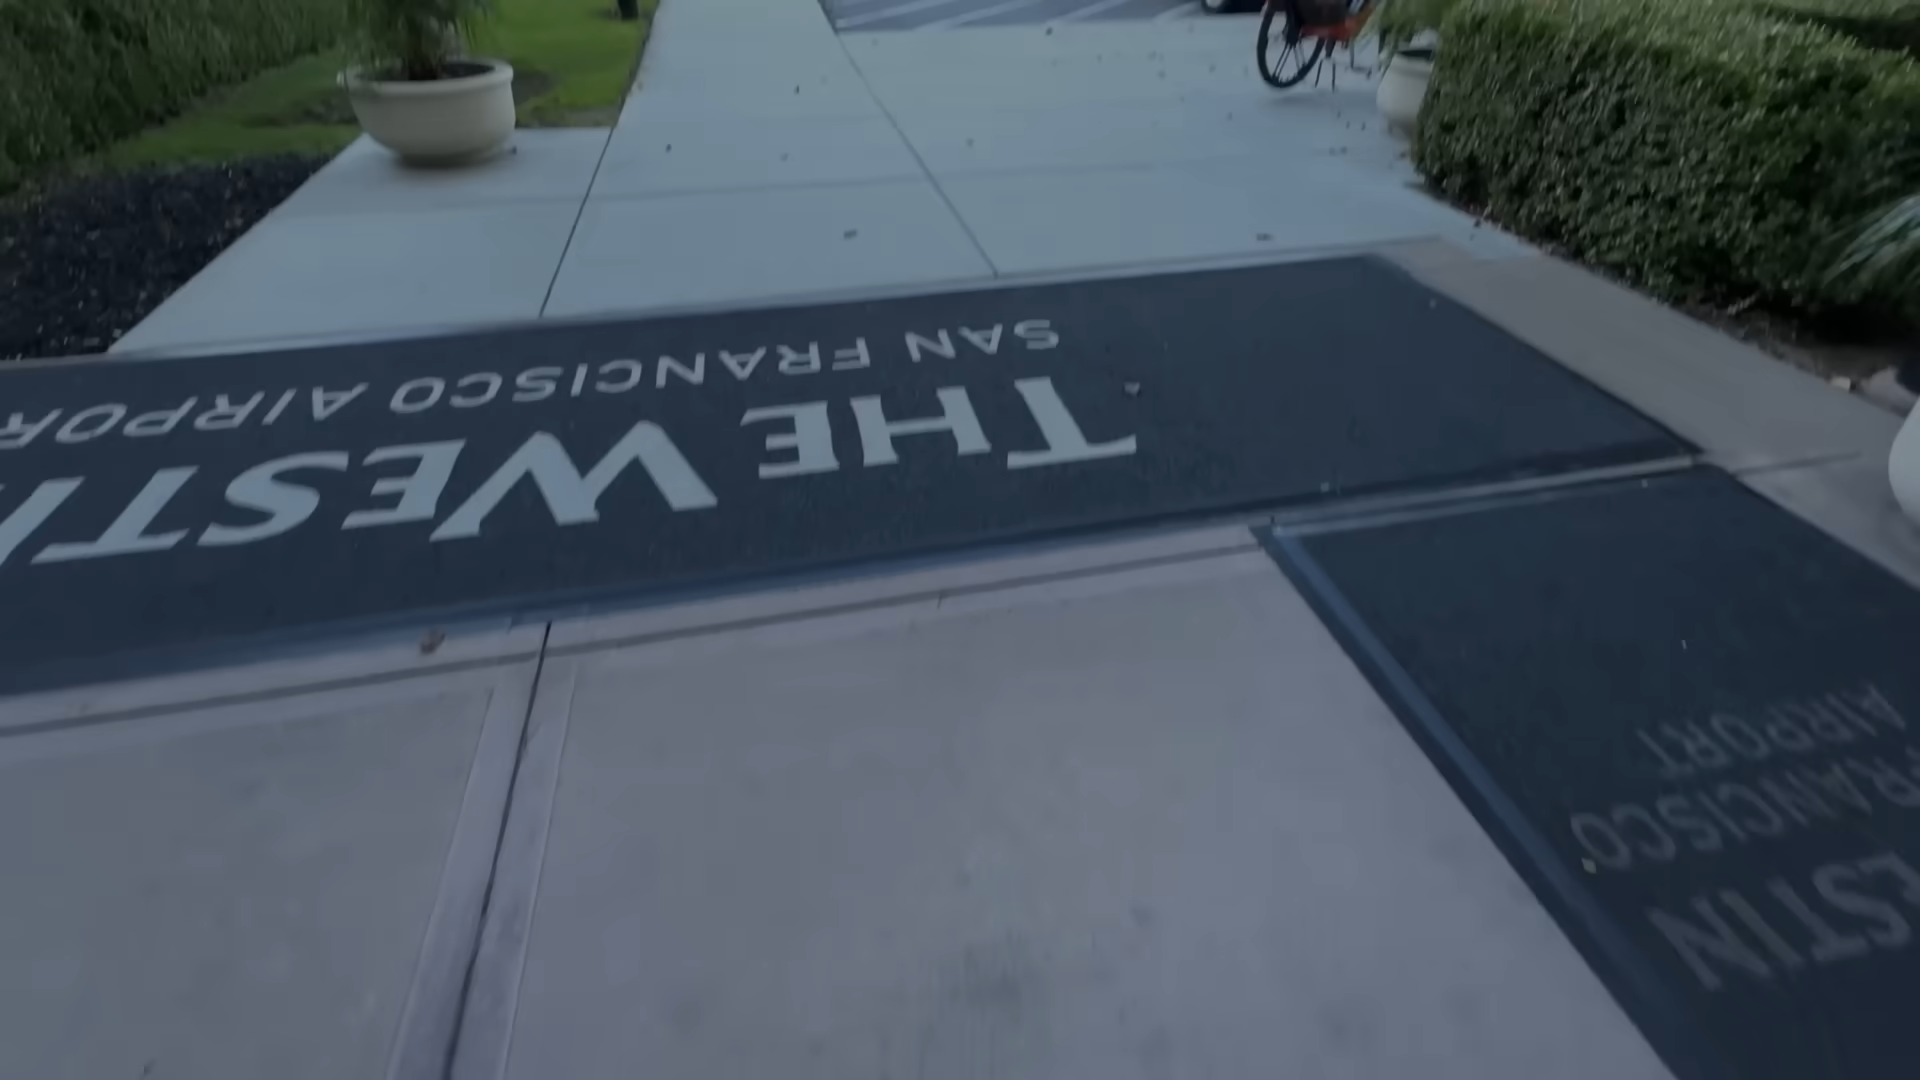 THE WESTI
SAN FRANCISCO AIRPOR
ESTIN
FRANCISCO
AIRPORT